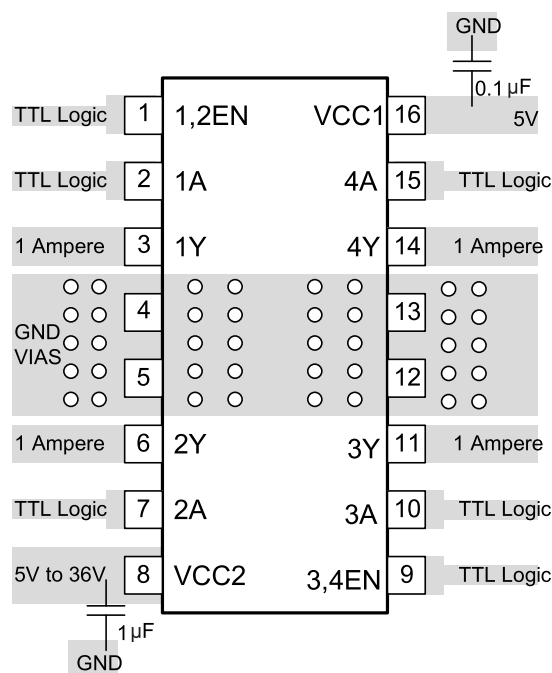 GND
0.1 µF
TTL Logic 1 1,2EN VCC1 16 5V
TTL Logic 2 1A 4A 15 TTL Logic
1 Ampere 3 1Y 4Y 14 1 Ampere
4 13
GND
VIAS
5 12
1 Ampere 6 2Y 3Y 11 1 Ampere
TTL Logic 7 2A 3A 10 TTL Logic
5V to 36V 8 VCC2 3,4EN 9 TTL Logic
1 µF
GND